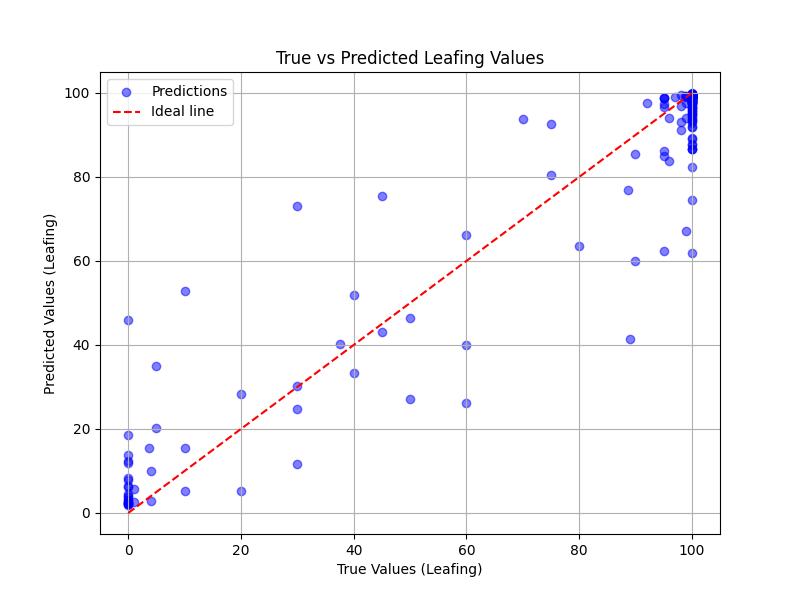 True vs Predicted Leafing Values
Predictions
Ideal line
100
80
60
40
20
0
Predicted Values (Leafing)
0 20 40 60 80 100
True Values (Leafing)